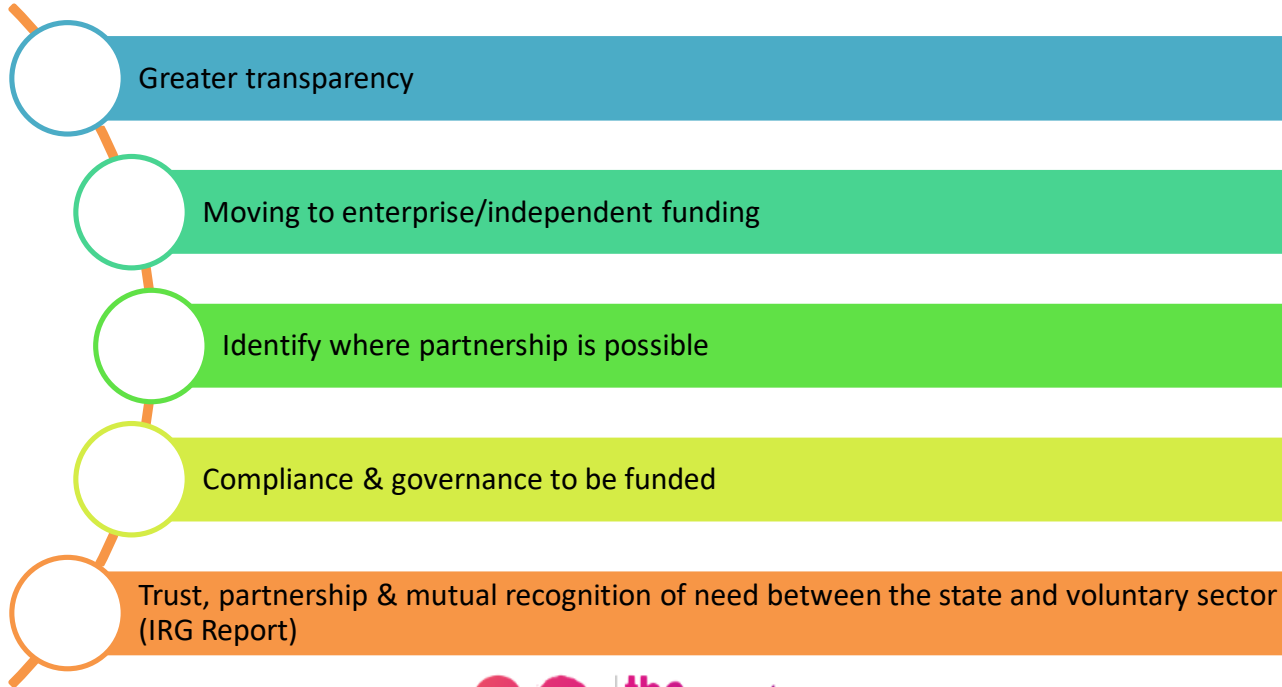 Greater transparency
Moving to enterprise/independent funding
Identify where partnership is possible
Compliance & governance to be funded
Trust, partnership & mutual recognition of need between the state and voluntary sector
(IRG Report)
the